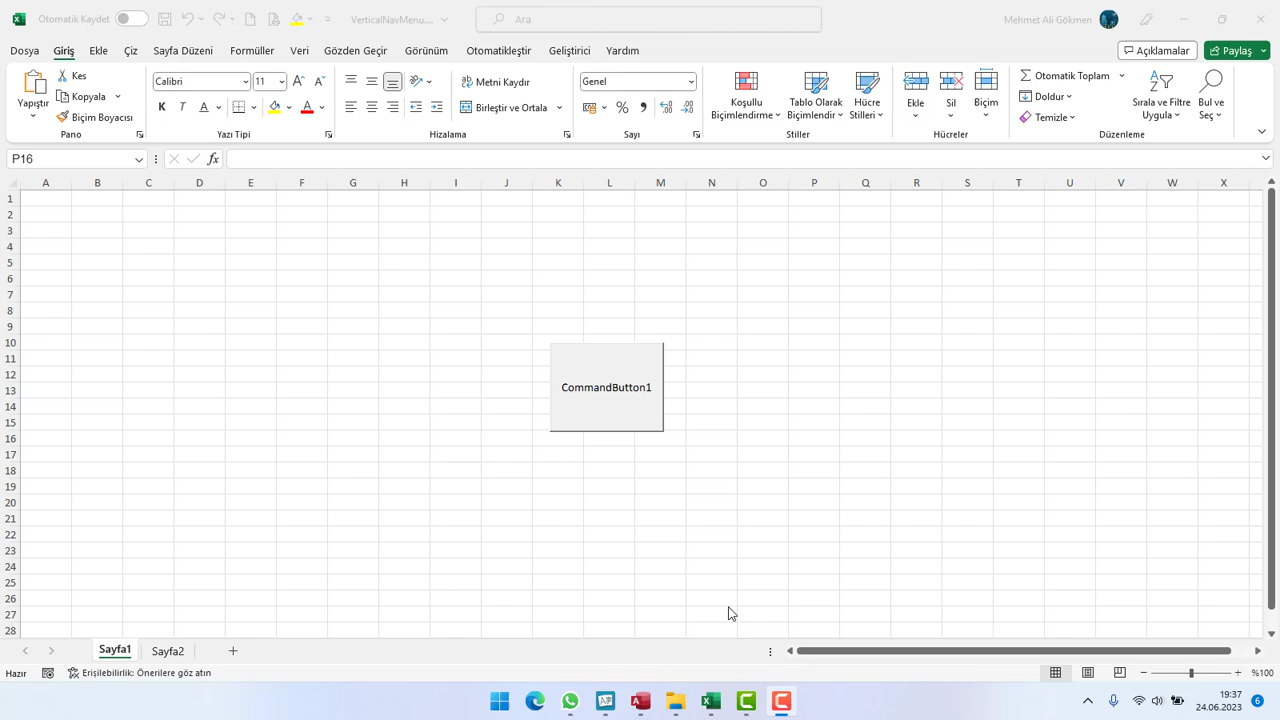 Otomatik Kaydet VerticalNavMenu.... Ara Mehmet Ali Gökmen
Dosya Giriş Ekle Çiz Sayfa Düzeni Formüller Veri Gözden Geçir Görünüm Otomatikleştir Geliştirici Yardım Açıklamalar Paylaş
Yapıştır Kes Kopyala Biçim Boyacısı Pano
Calibri 11 K T A A Yazı Tipi
Metni Kaydır Birleştir ve Ortala Hizalama
Genel % Sayı
Koşullu Biçimlendirme Tablo Olarak Biçimlendir Hücre Stilleri Stiller
Ekle Sil Biçim Hücreler
Otomatik Toplam Doldur Temizle Sırala ve Filtre Uygula Bul ve Seç Düzenleme
P16 fx
A B C D E F G H I J K L M N O P Q R S T U V W X
1
2
3
4
5
6
7
8
9
10
11
12
13
14
15
16
17
18
19
20
21
22
23
24
25
26
27
28
CommandButton1
Sayfa1 Sayfa2
Hazır Erişilebilirlik: Önerilere göz atın %100
19:37
24.06.2023
6